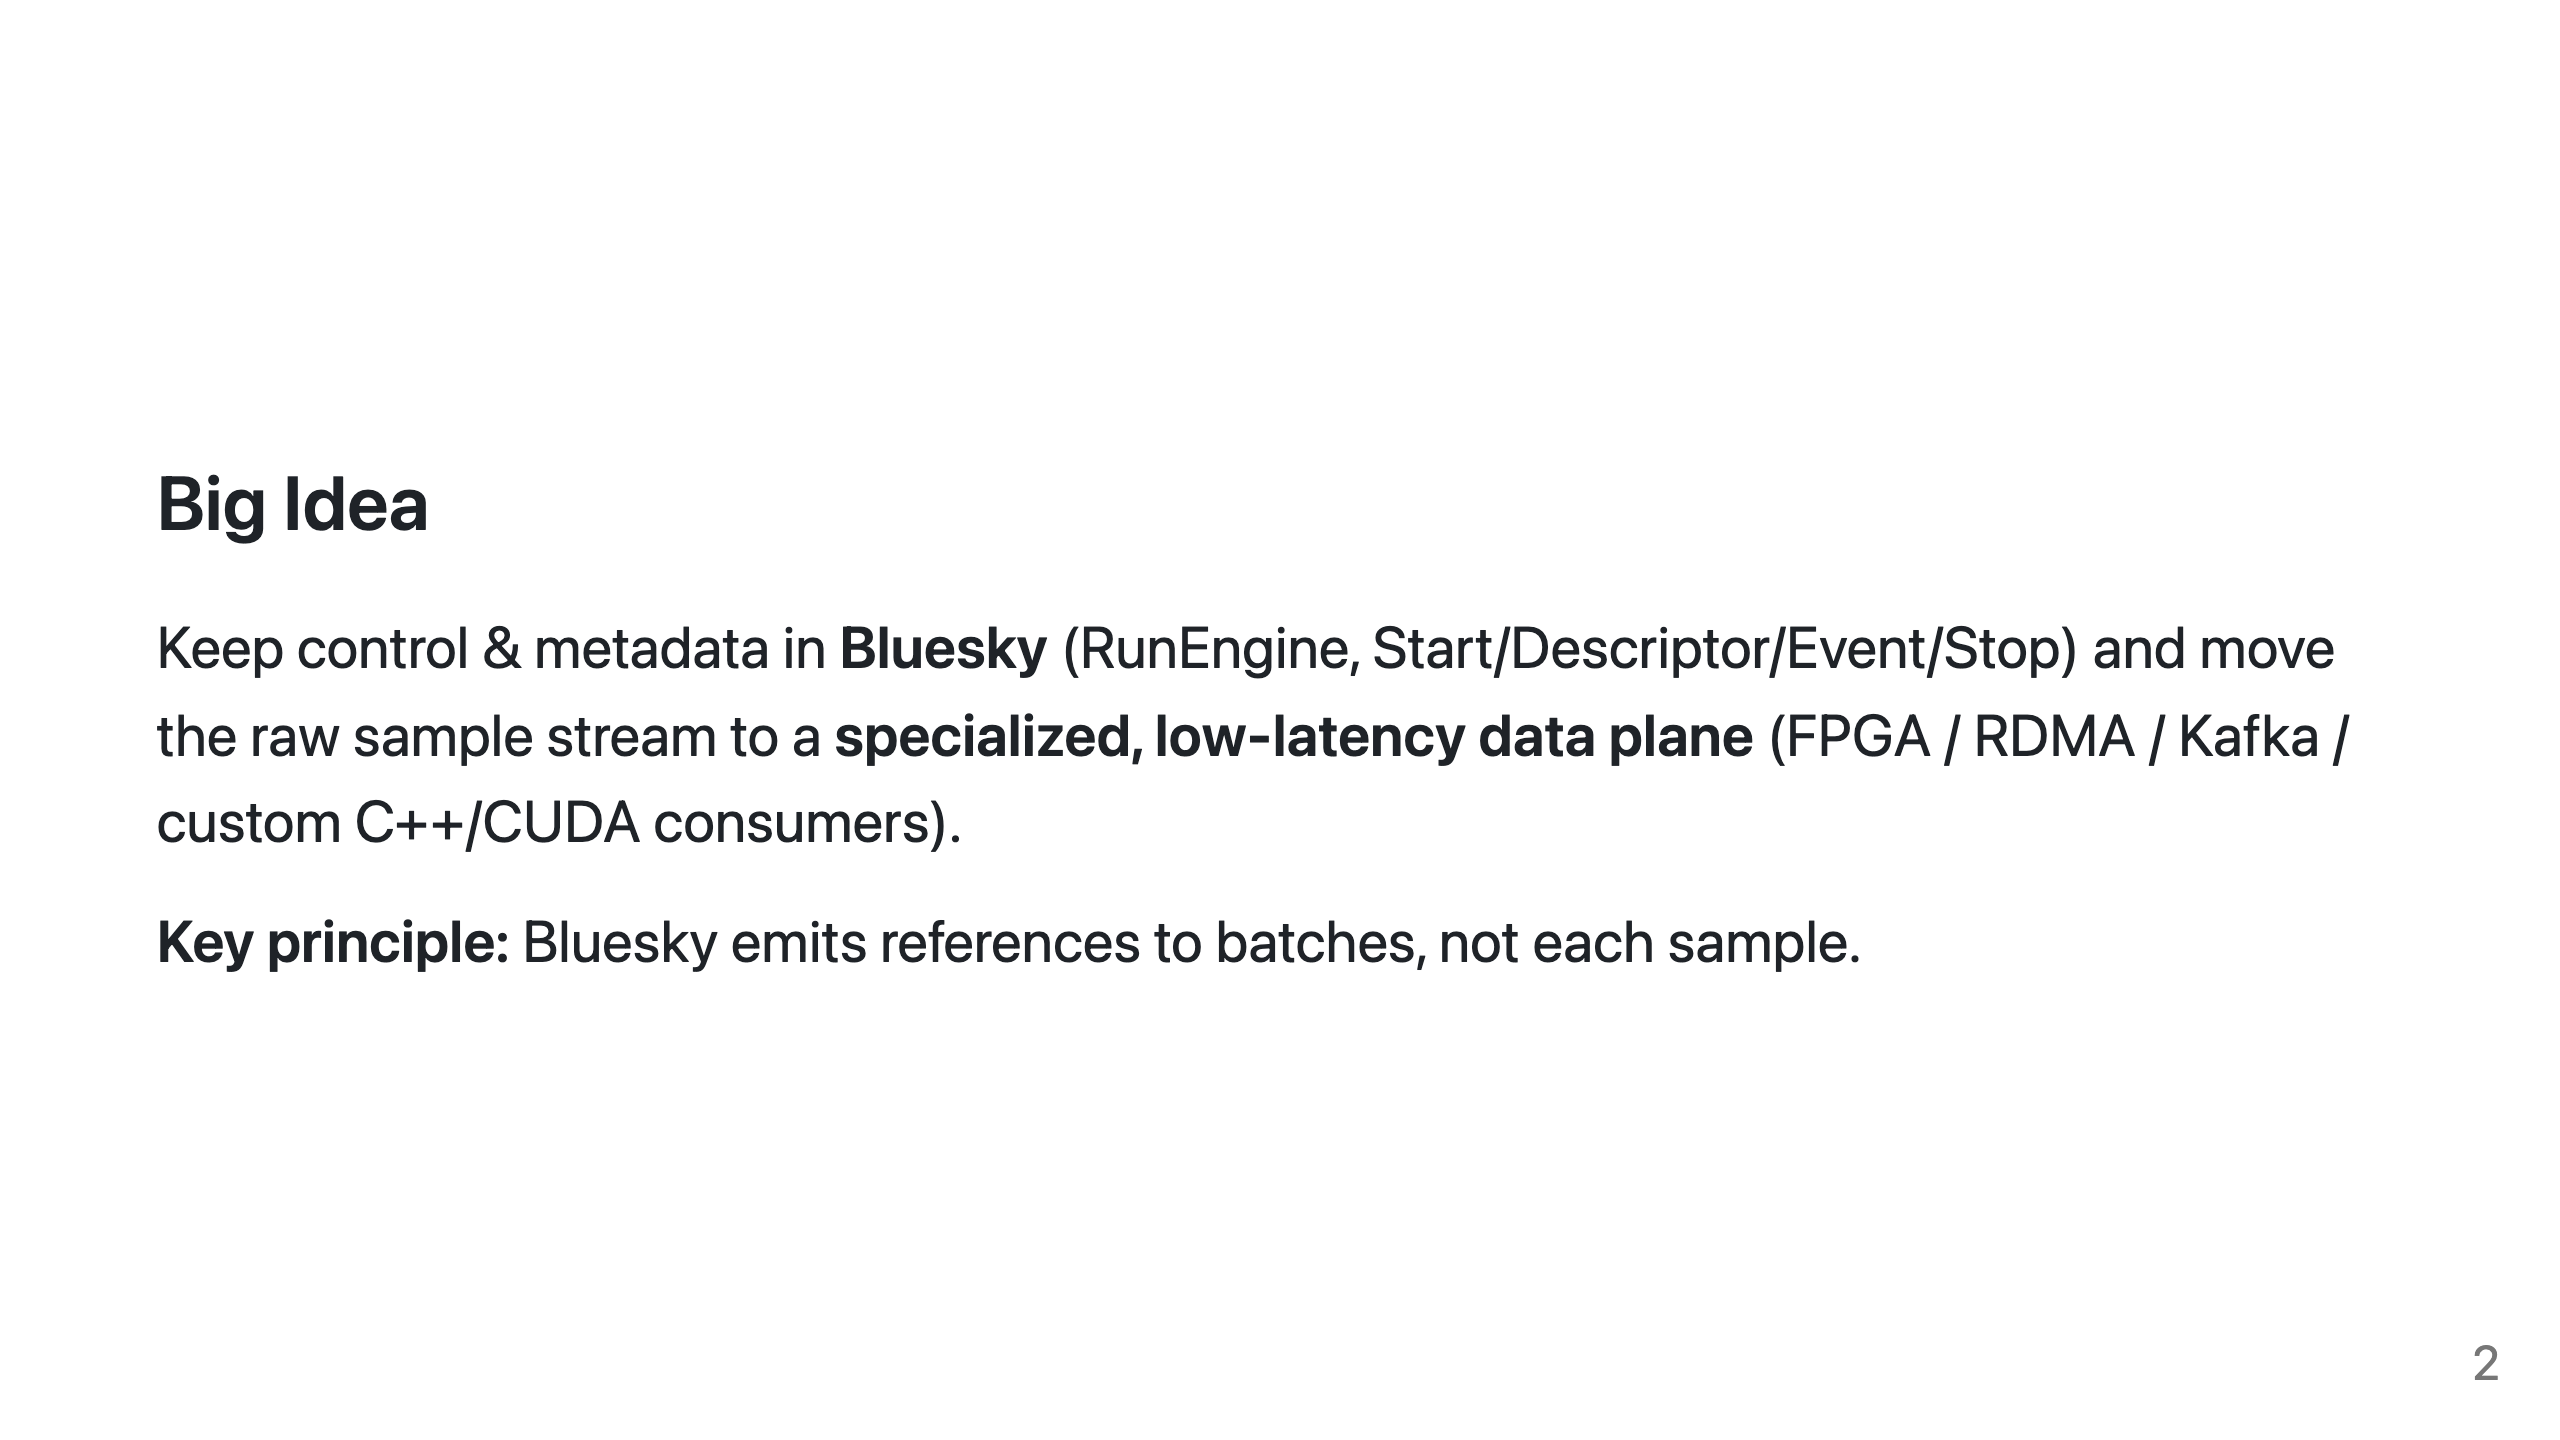 Big Idea
Keep control & metadata in Bluesky (RunEngine, Start/Descriptor/Event/Stop) and move
the raw sample stream to a specialized, low-latency data plane (FPGA / RDMA / Kafka /
custom C++/CUDA consumers).
Key principle: Bluesky emits references to batches, not each sample.
2